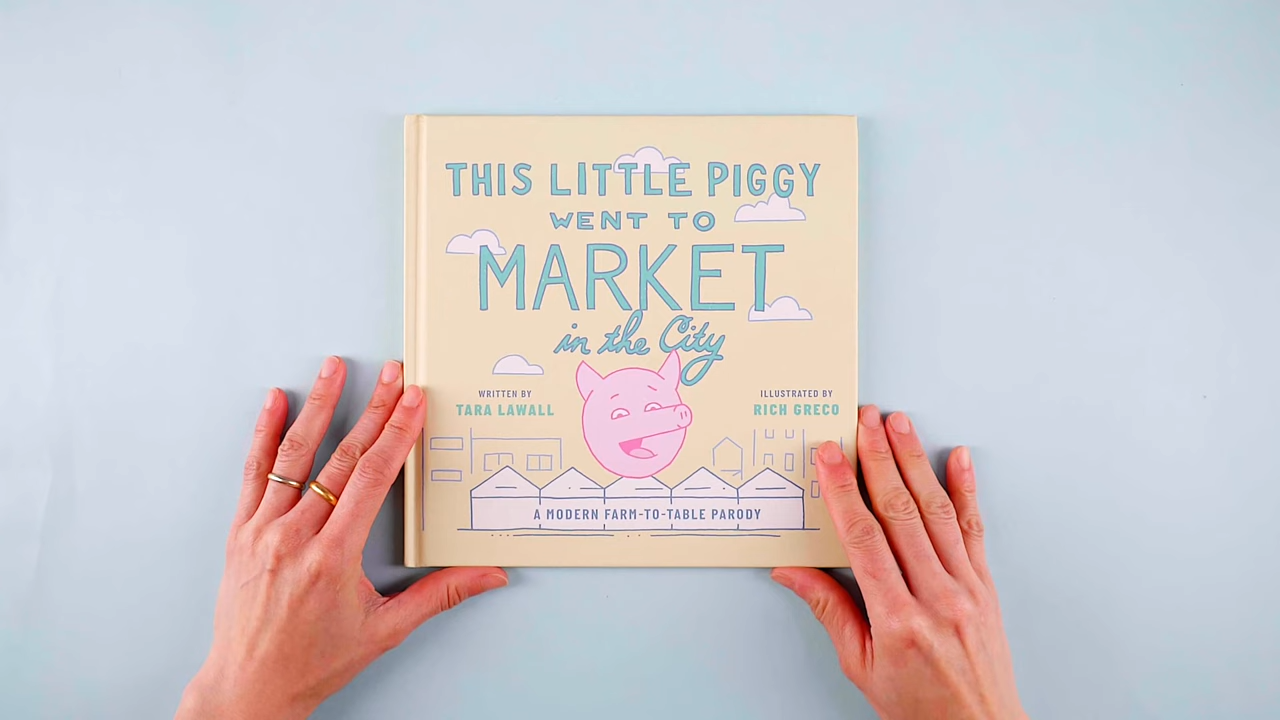 THIS LITTLE PIGGY
WENT TO
MARKET
in the City
WRITTEN BY
TARA LAWALL
ILLUSTRATED BY
RICH GRECO
A MODERN FARM-TO-TABLE PARODY